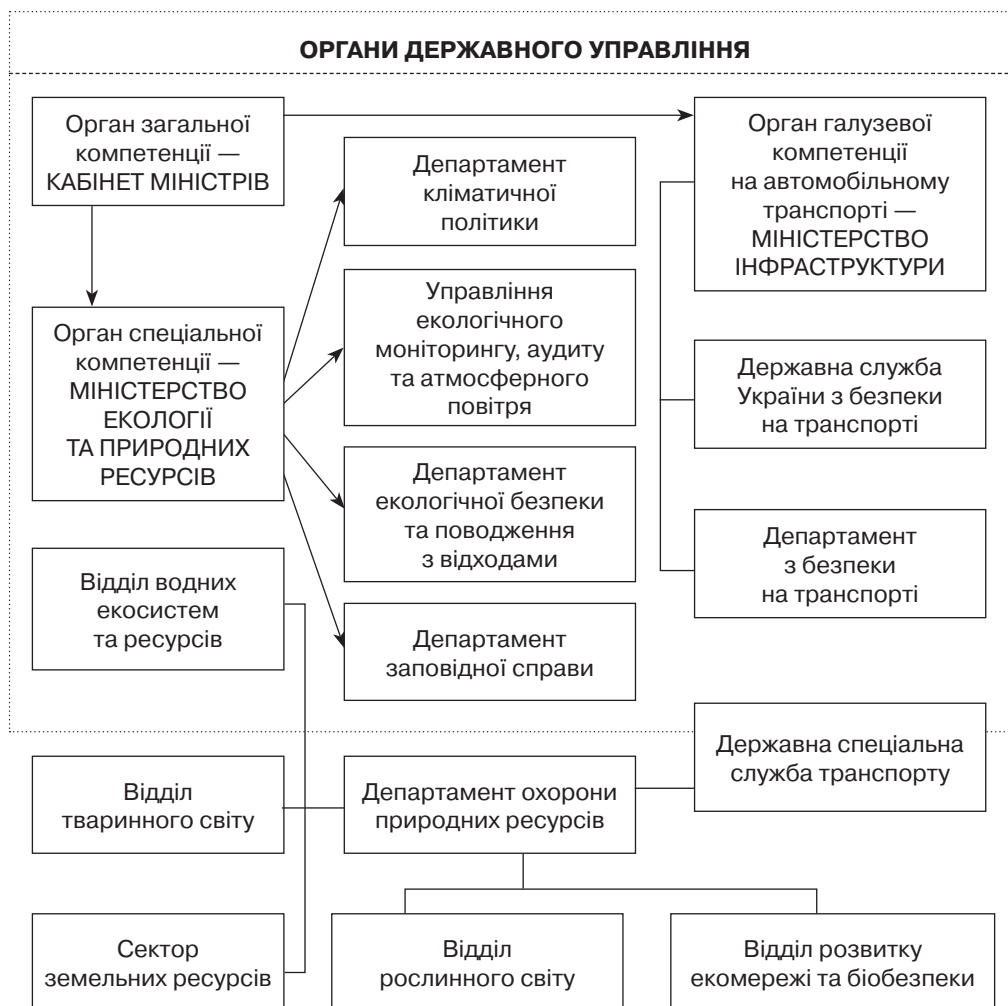 ОРГАНИ ДЕРЖАВНОГО УПРАВЛІННЯ
Орган загальної
компетенції —
КАБІНЕТ МІНІСТРІВ
Департамент
кліматичної
політики
Орган галузевої
компетенції
на автомобільному
транспорті —
МІНІСТЕРСТВО
ІНФРАСТРУКТУРИ
Орган спеціальної
компетенції —
МІНІСТЕРСТВО
ЕКОЛОГІЇ
ТА ПРИРОДНИХ
РЕСУРСІВ
Управління
екологічного
моніторингу, аудиту
та атмосферного
повітря
Державна служба
України з безпеки
на транспорті
Департамент
екологічної безпеки
та поводження
з відходами
Департамент
з безпеки
на транспорті
Відділ водних
екосистем
та ресурсів
Департамент
заповідної справи
Державна спеціальна
служба транспорту
Відділ
тваринного світу
Департамент охорони
природних ресурсів
Сектор
земельних ресурсів
Відділ
рослинного світу
Відділ розвитку
екомережі та біобезпеки